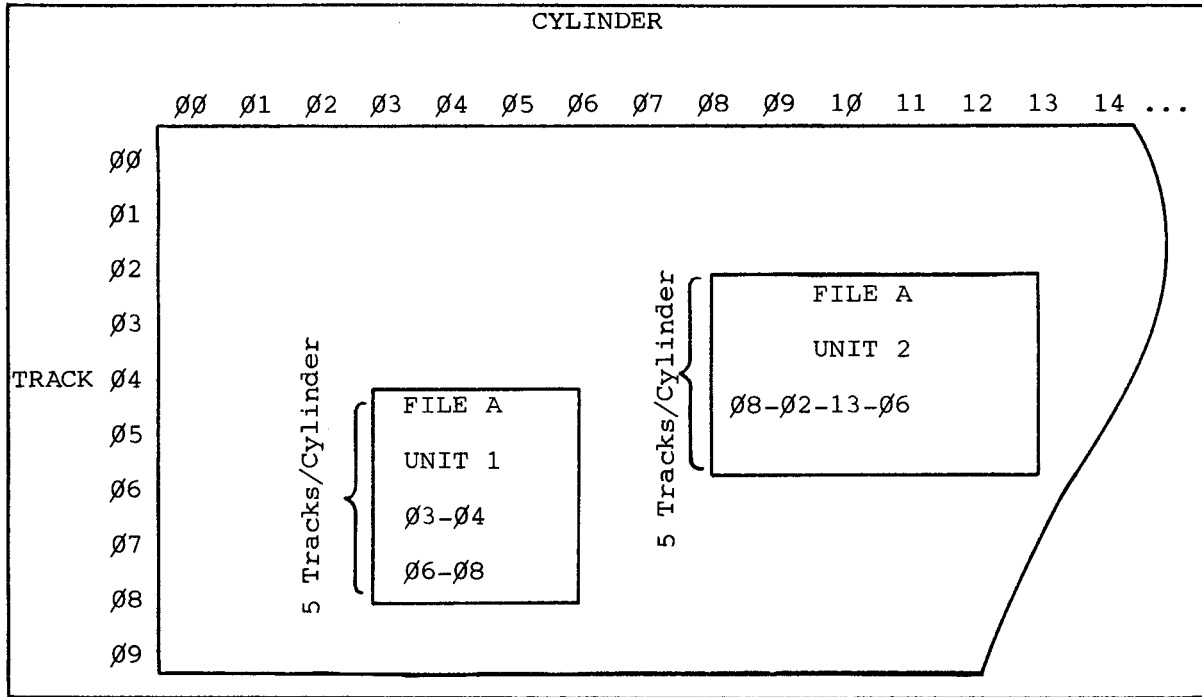 CYLINDER
ØØ Ø1 Ø2 Ø3 Ø4 Ø5 Ø6 Ø7 Ø8 Ø9 1Ø 11 12 13 14 ...
ØØ
Ø1
Ø2
Ø3
TRACK Ø4
Ø5
Ø6
Ø7
Ø8
Ø9
5 Tracks/Cylinder
FILE A
UNIT 1
Ø3-Ø4
Ø6-Ø8
5 Tracks/Cylinder
FILE A
UNIT 2
Ø8-Ø2-13-Ø6